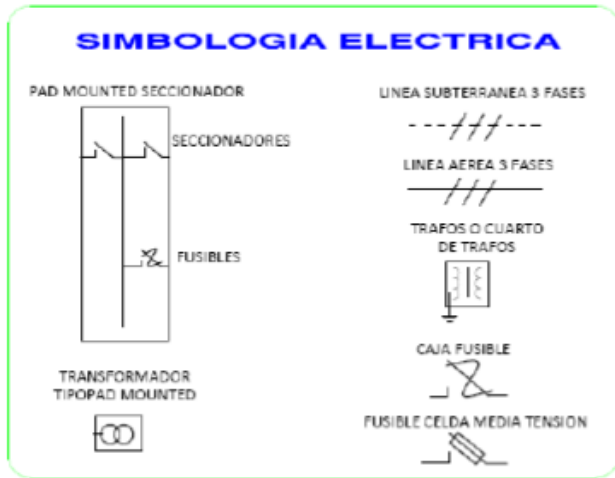 SIMBOLOGIA ELECTRICA
PAD MOUNTED SECCIONADOR
SECCIONADORES
FUSIBLES
TRANSFORMADOR
TIPOPAD MOUNTED
LINEA SUBTERRANEA 3 FASES
LINEA AEREA 3 FASES
TRAFOS O CUARTO
DE TRAFOS
CAJA FUSIBLE
FUSIBLE CELDA MEDIA TENSION